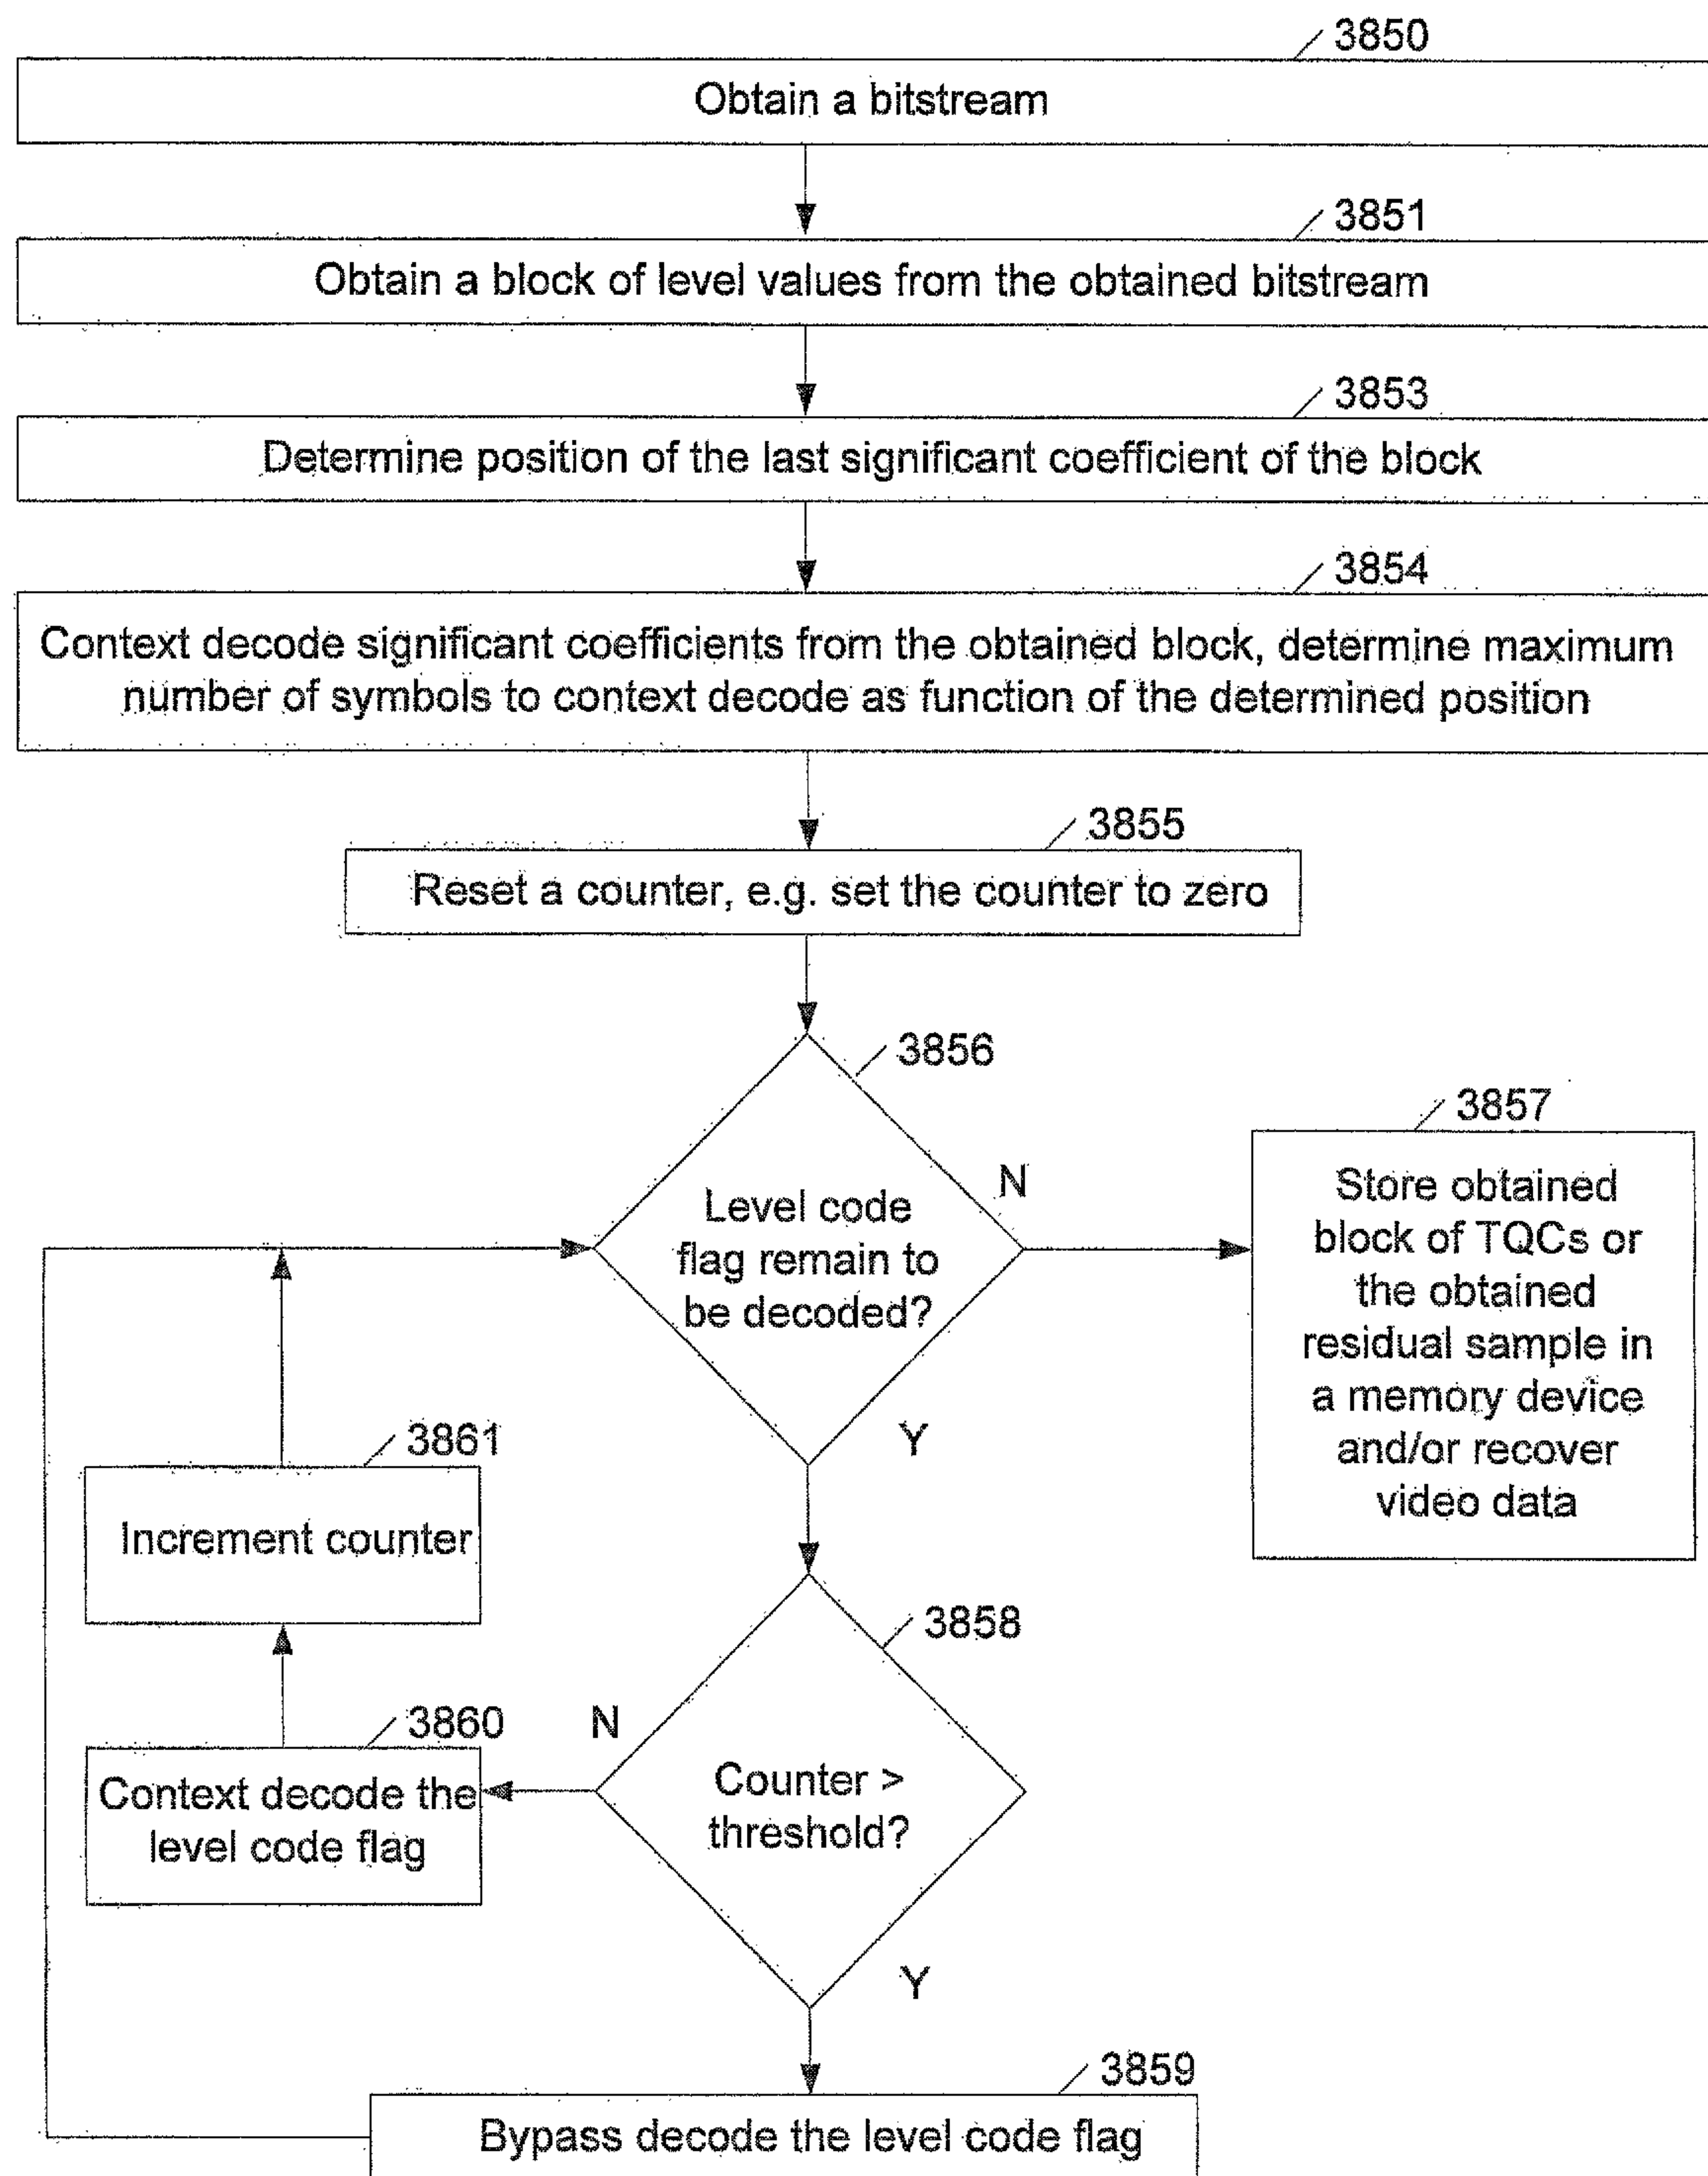 3850
Obtain a bitstream
3851
Obtain a block of level values from the obtained bitstream
3853
Determine position of the last significant coefficient of the block
3854
Context decode significant coefficients from the obtained block, determine maximum
number of symbols to context decode as function of the determined position
3855
Reset a counter, e.g. set the counter to zero
3856
Level code
flag remain to
be decoded?
N
Y
3857
Store obtained
block of TQCs or
the obtained
residual sample in
a memory device
and/or recover
video data
3861
Increment counter
3858
Counter >
threshold?
N
Y
3860
Context decode the
level code flag
3859
Bypass decode the level code flag